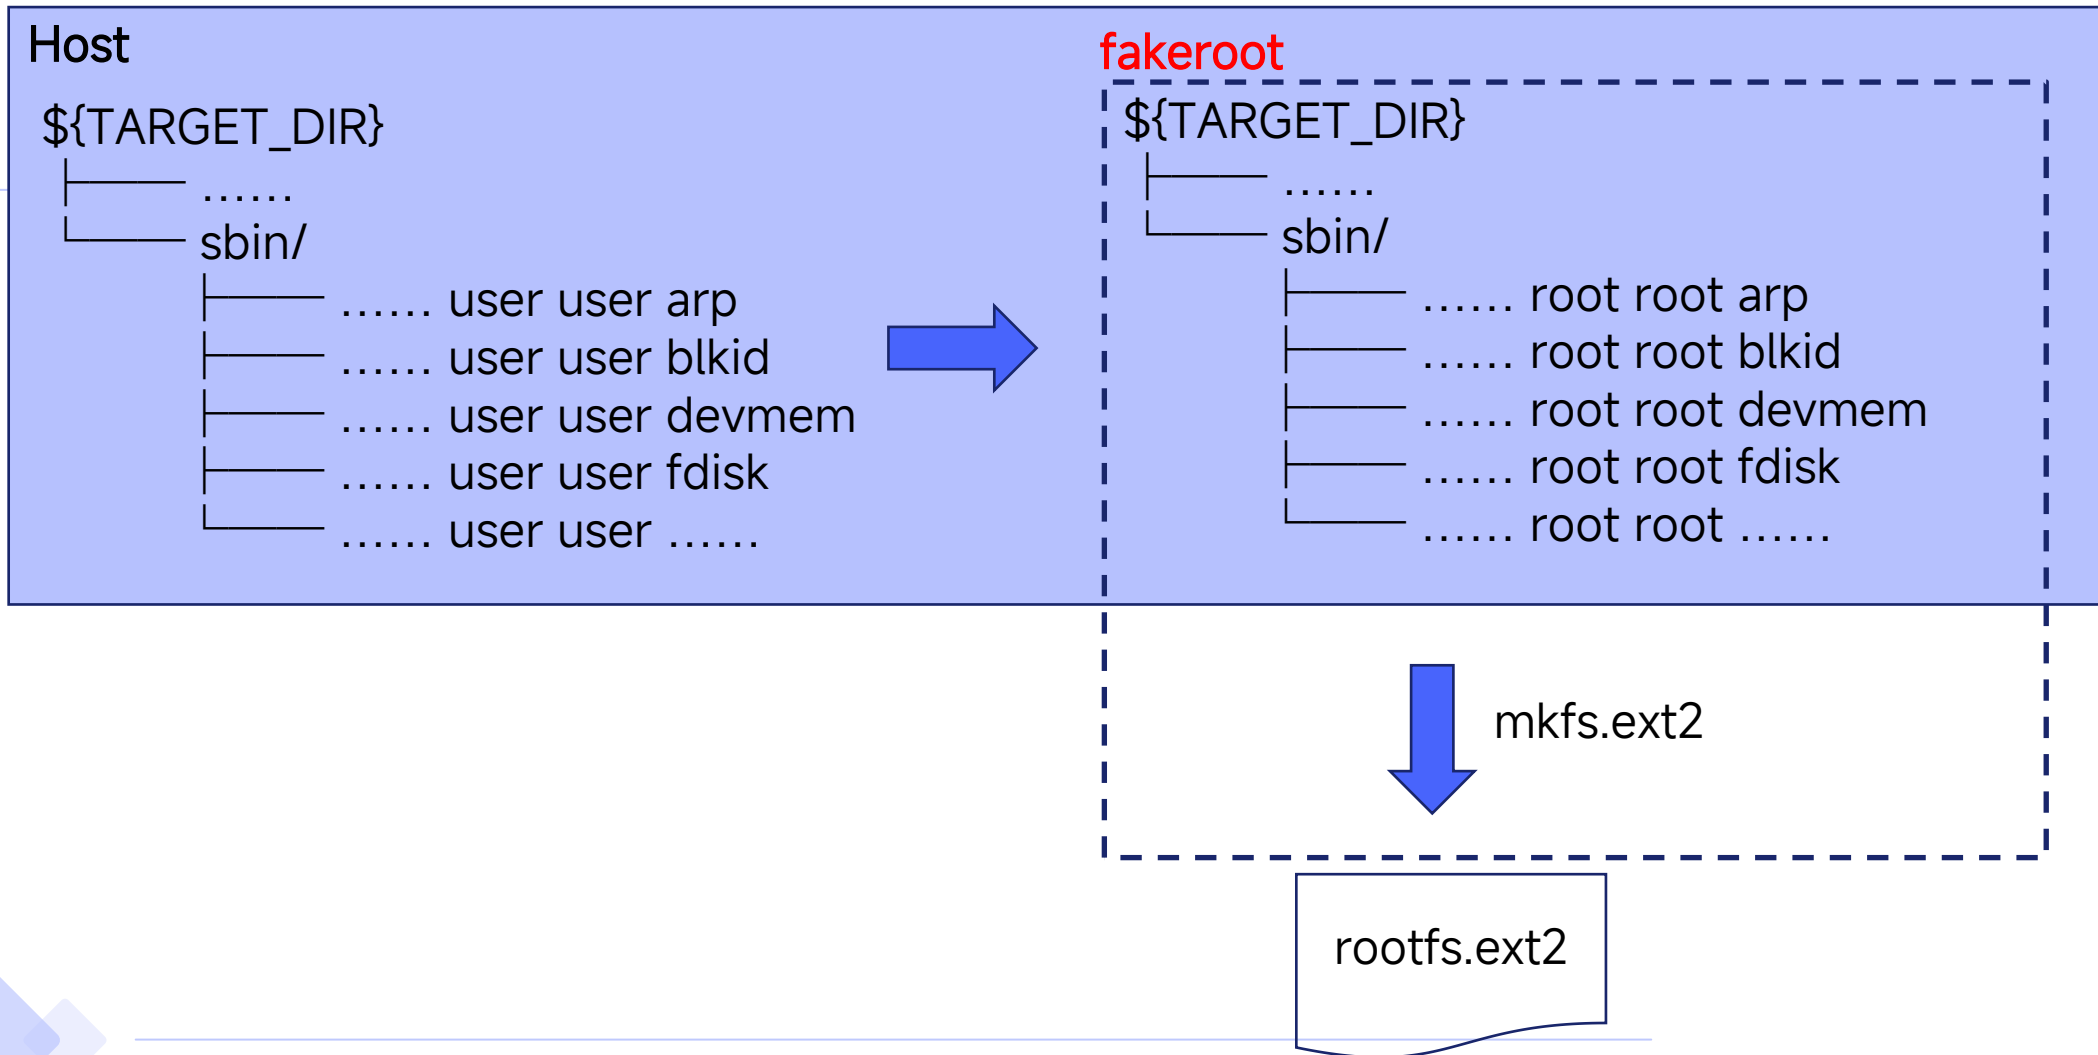 Host
${TARGET_DIR}
......
sbin/
...... user user arp
...... user user blkid
...... user user devmem
...... user user fdisk
...... user user ......
fakeroot
${TARGET_DIR}
......
sbin/
...... root root arp
...... root root blkid
...... root root devmem
...... root root fdisk
...... root root ......
mkfs.ext2
rootfs.ext2